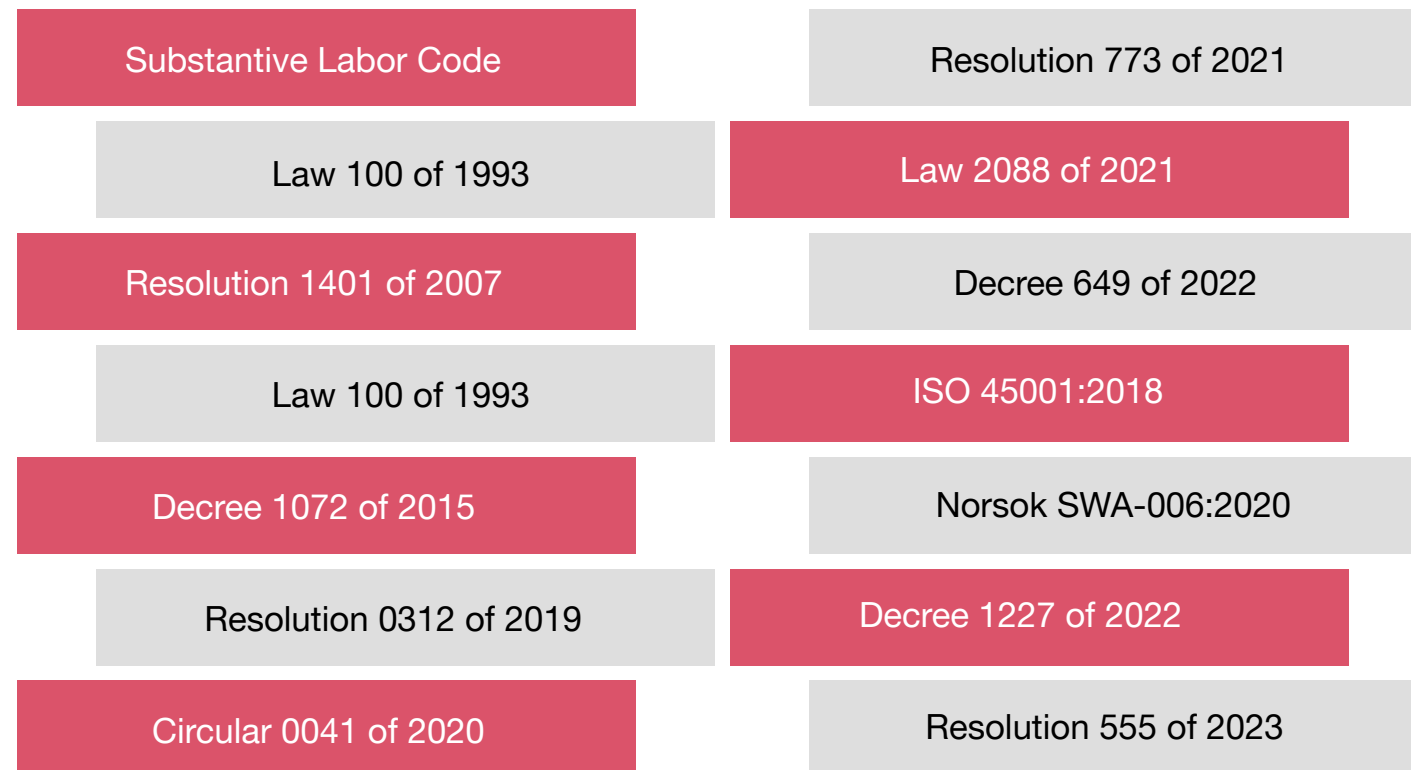 Substantive Labor Code
Law 100 of 1993
Resolution 1401 of 2007
Law 100 of 1993
Decree 1072 of 2015
Resolution 0312 of 2019
Circular 0041 of 2020
Resolution 773 of 2021
Law 2088 of 2021
Decree 649 of 2022
ISO 45001:2018
Norsok SWA-006:2020
Decree 1227 of 2022
Resolution 555 of 2023